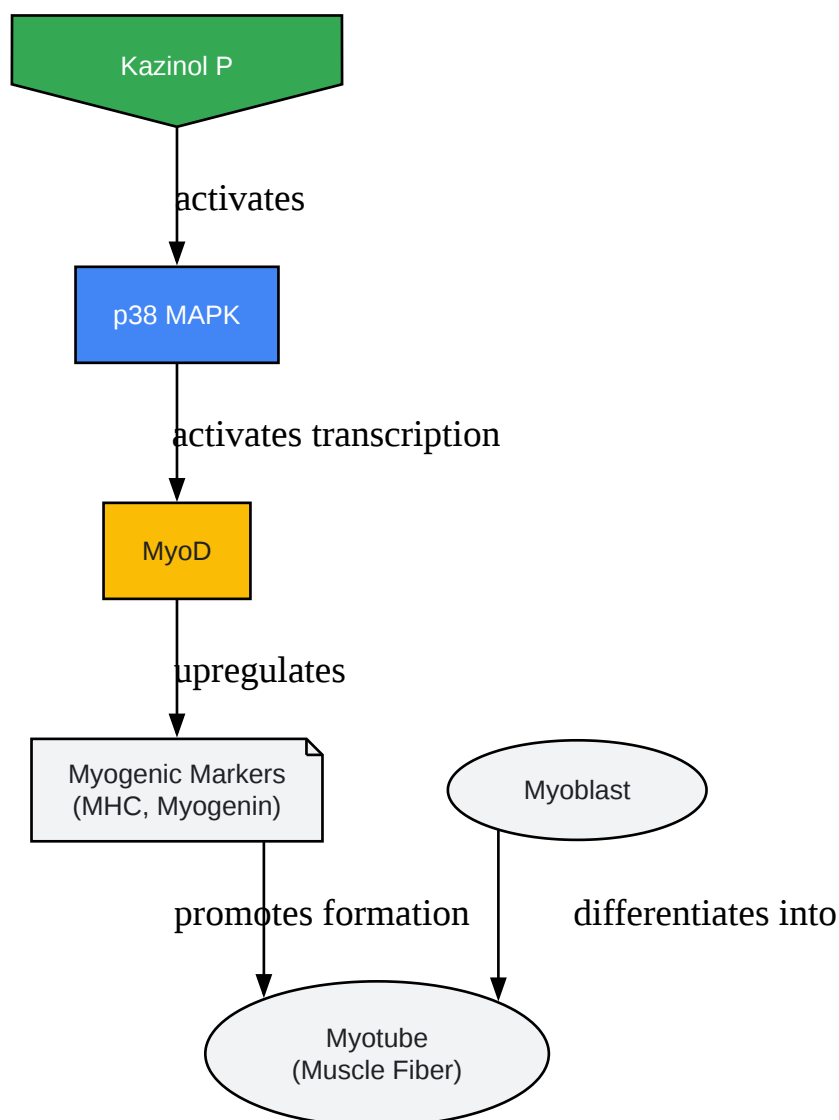 Kazinol P
activates
p38 MAPK
activates transcription
MyoD
upregulates
Myogenic Markers
(MHC, Myogenin)
Myoblast
promotes formation
differentiates into
Myotube
(Muscle Fiber)